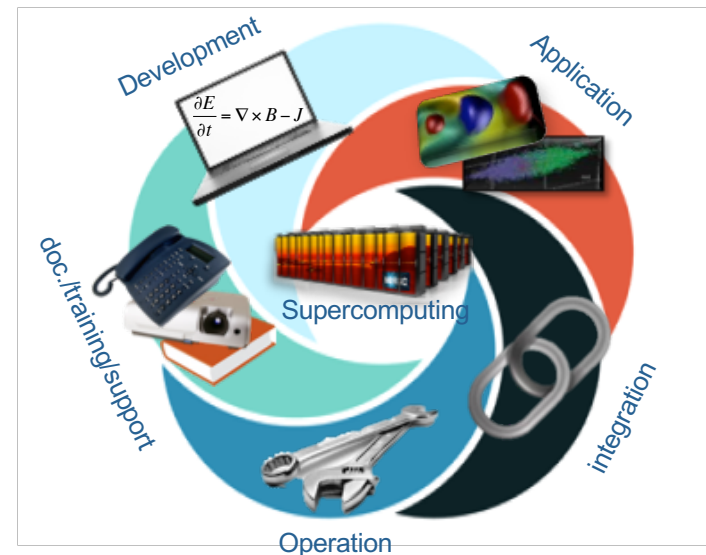 Development
Application
∂E/∂t = ∇ × B – J
Supercomputing
doc./training/support
integration
Operation